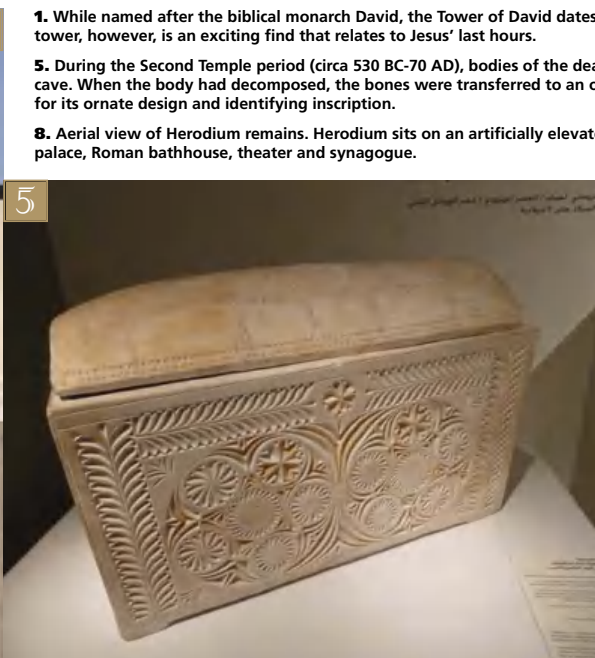 1. While named after the biblical monarch David, the Tower of David dates
tower, however, is an exciting find that relates to Jesus' last hours.
5. During the Second Temple period (circa 530 BC-70 AD), bodies of the dea
cave. When the body had decomposed, the bones were transferred to an o
for its ornate design and identifying inscription.
8. Aerial view of Herodium remains. Herodium sits on an artificially elevate
palace, Roman bathhouse, theater and synagogue.
5